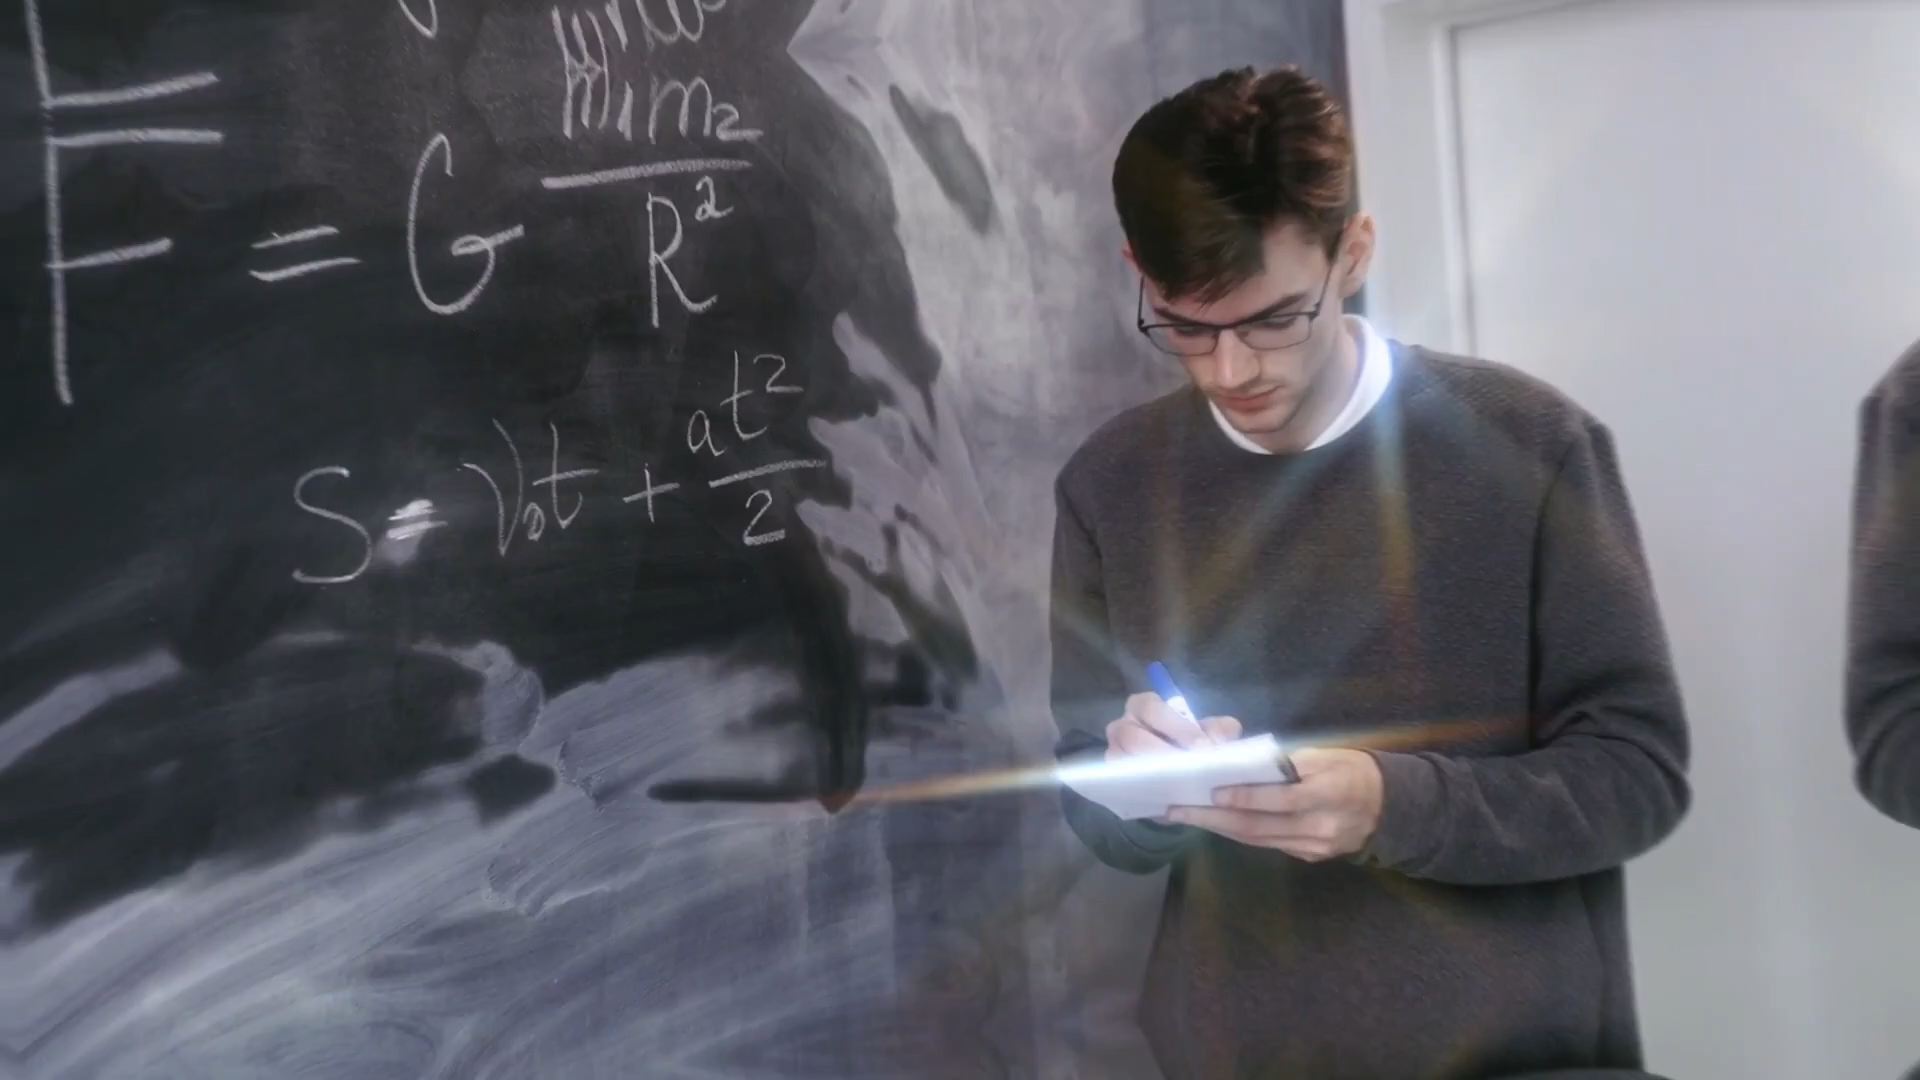 F = G m₁m₂ / R²
S = V₀t + at² / 2